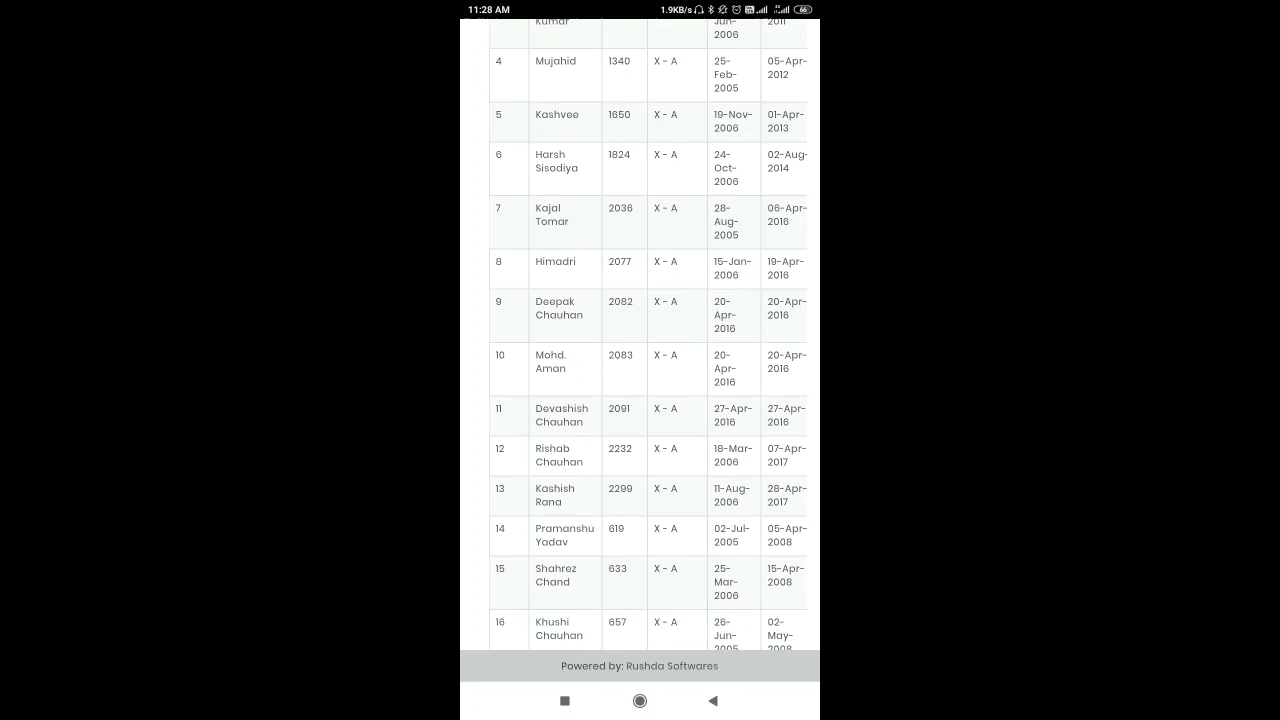 11:28 AM 1.9KB/s 66
Kumar Jun- 2011
2006
4 Mujahid 1340 X - A 25- 05-Apr-
Feb- 2012
2005
5 Kashvee 1650 X - A 19-Nov- 01-Apr-
2006 2013
6 Harsh 1824 X - A 24- 02-Aug-
Sisodiya Oct- 2014
2006
7 Kajal 2036 X - A 28- 06-Apr-
Tomar Aug- 2016
2005
8 Himadri 2077 X - A 15-Jan- 19-Apr-
2006 2016
9 Deepak 2082 X - A 20- 20-Apr-
Chauhan Apr- 2016
2016
10 Mohd. 2083 X - A 20- 20-Apr-
Aman Apr- 2016
2016
11 Devashish 2091 X - A 27-Apr- 27-Apr-
Chauhan 2016 2016
12 Rishab 2232 X - A 18-Mar- 07-Apr-
Chauhan 2006 2017
13 Kashish 2299 X - A 11-Aug- 28-Apr-
Rana 2006 2017
14 Pramanshu 619 X - A 02-Jul- 05-Apr-
Yadav 2005 2008
15 Shahrez 633 X - A 25- 15-Apr-
Chand Mar- 2008
2006
16 Khushi 657 X - A 26- 02-
Chauhan Jun- May-
2005 2008
Powered by: Rushda Softwares